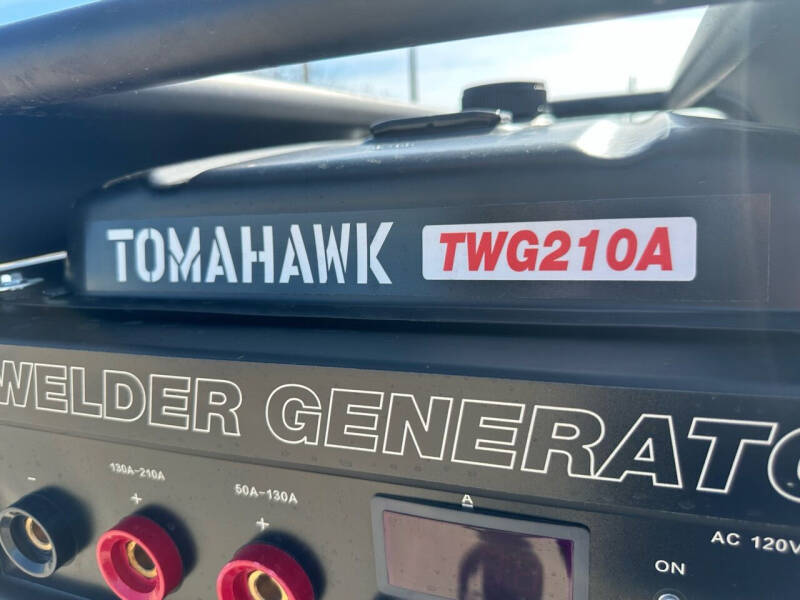 TOMAHAWK TWG210A
WELDER GENERATO
130A-210A
50A-130A
- + +
A
AC 120V
ON